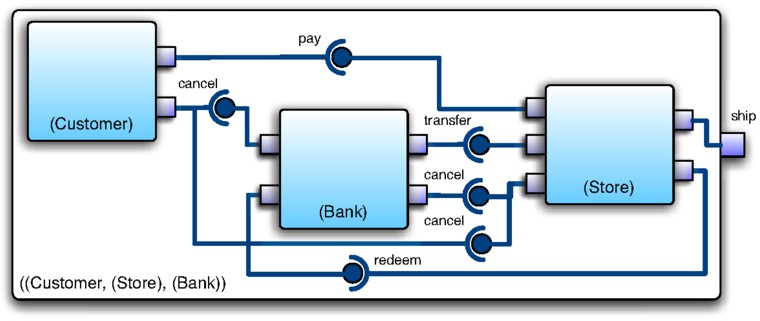 pay
cancel
(Customer)
transfer
ship
cancel
(Bank)
(Store)
cancel
redeem
((Customer, (Store), (Bank))